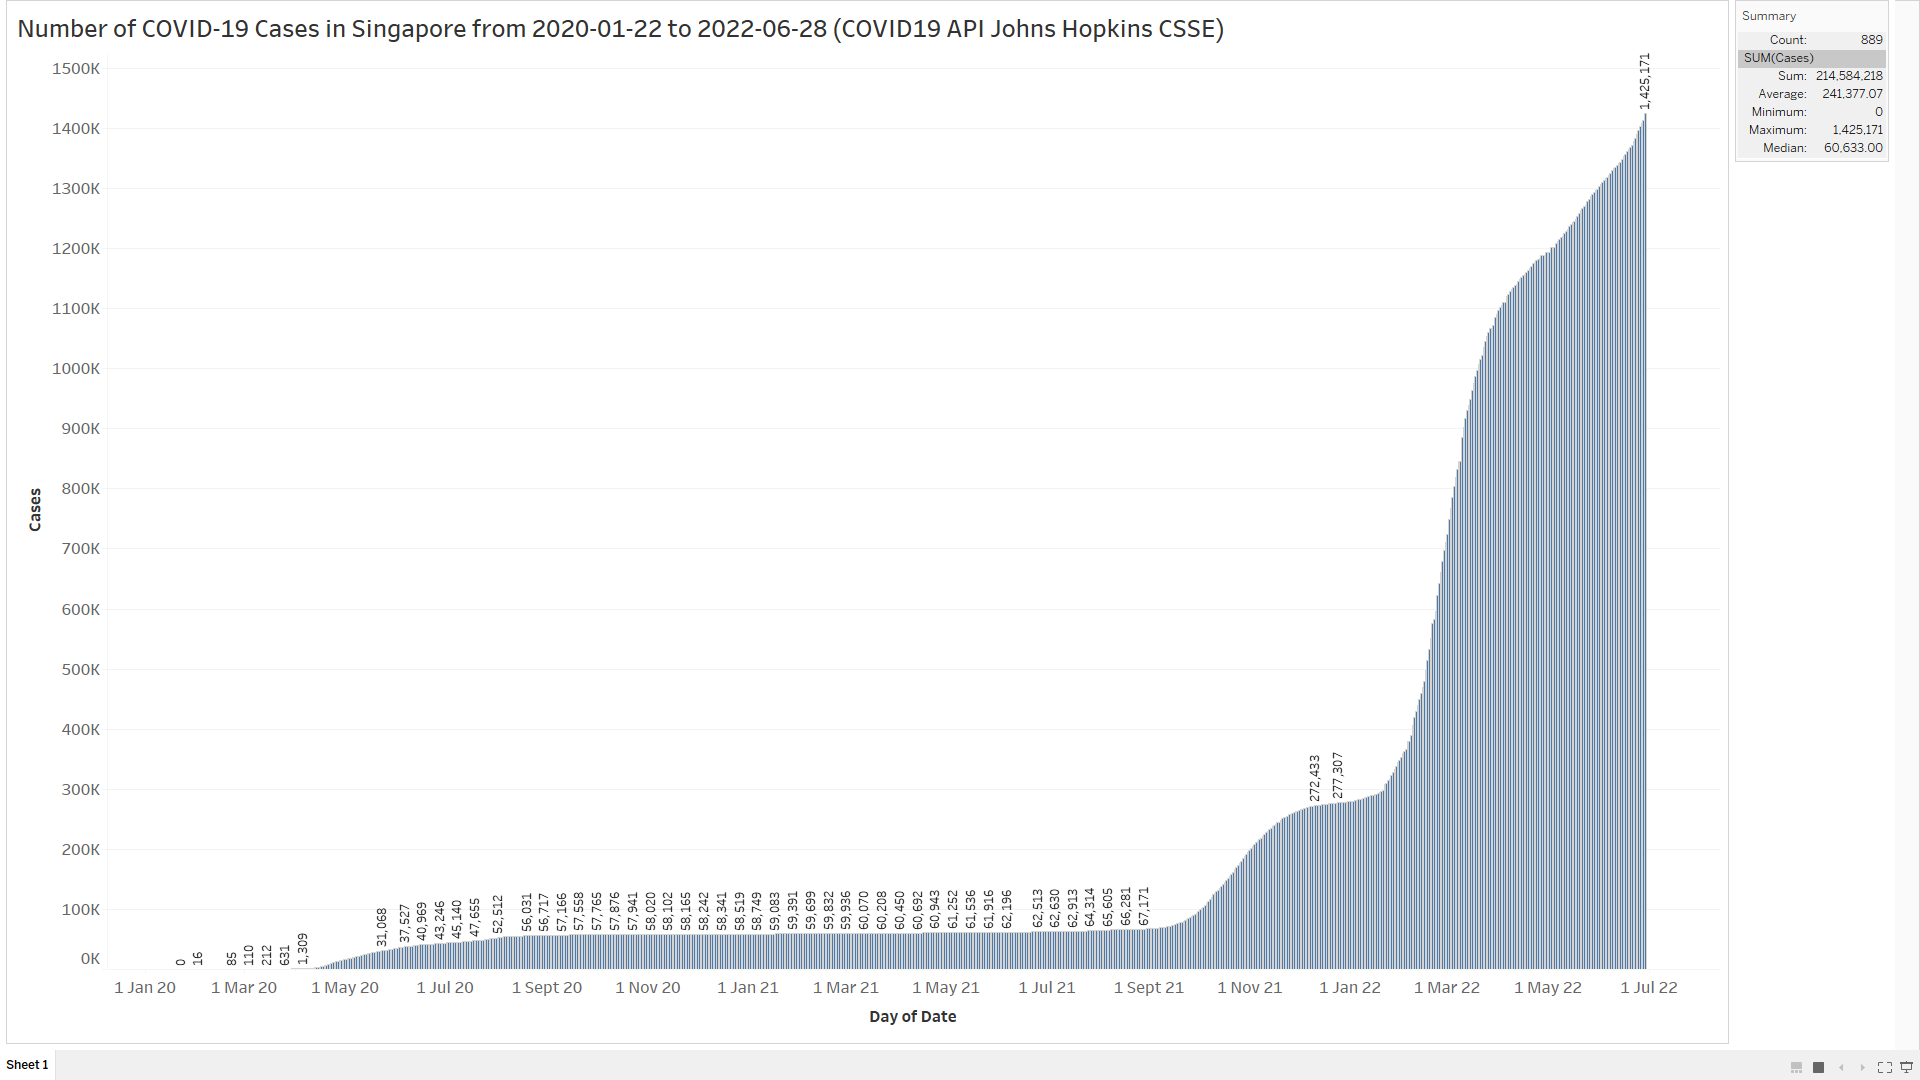 Number of COVID-19 Cases in Singapore from 2020-01-22 to 2022-06-28 (COVID19 API Johns Hopkins CSSE)
1500K
1400K
1300K
1200K
1100K
1000K
900K
800K
700K
600K
500K
400K
300K
200K
100K
0K
Cases
0
16
85
110
212
631
1,309
31,068
37,527
40,969
43,246
45,140
47,655
52,512
56,031
56,717
57,166
57,558
57,765
57,876
57,941
58,020
58,102
58,165
58,242
58,341
58,519
58,749
59,083
59,391
59,699
59,832
59,936
60,070
60,208
60,450
60,692
60,943
61,252
61,536
61,916
62,196
62,513
62,630
62,913
64,314
65,605
66,281
67,171
272,433
277,307
1,425,171
1 Jan 20
1 Mar 20
1 May 20
1 Jul 20
1 Sept 20
1 Nov 20
1 Jan 21
1 Mar 21
1 May 21
1 Jul 21
1 Sept 21
1 Nov 21
1 Jan 22
1 Mar 22
1 May 22
1 Jul 22
Day of Date
Summary
Count: 889
SUM(Cases)
Sum: 214,584,218
Average: 241,377.07
Minimum: 0
Maximum: 1,425,171
Median: 60,633.00
Sheet 1